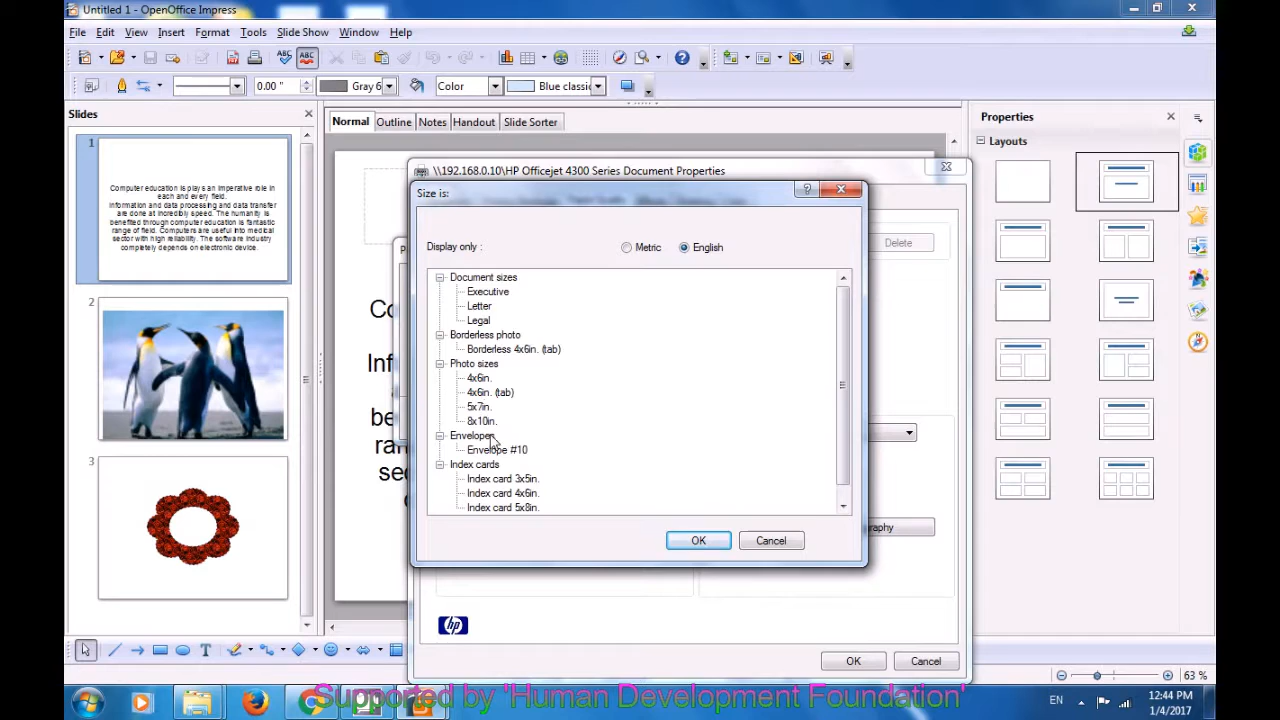 Untitled 1 - OpenOffice Impress
File Edit View Insert Format Tools Slide Show Window Help
0.00 " Gray 6 Color Blue classic
Slides
Normal Outline Notes Handout Slide Sorter
Properties
Layouts
1
Computer education is plays an imperative role in
each and every field.
Information and data processing and data transfer
are done at incredibly speed. The humanity is
benefited through computer education is fantastic
range of field. Computers are useful into medical
sector with high reliability. The software industry
completely depends on electronic device.
2
3
\\192.168.0.10\HP Officejet 4300 Series Document Properties
Size is:
Delete
Display only :
Metric English
Document sizes
Executive
Letter
Legal
Borderless photo
Borderless 4x6in. (tab)
Photo sizes
4x6in.
4x6in. (tab)
5x7in.
8x10in.
Envelopes
Envelope #10
Index cards
Index card 3x5in.
Index card 4x6in.
Index card 5x8in.
OK Cancel
hp
OK Cancel
63 %
EN
12:44 PM
1/4/2017
Supported by 'Human Development Foundation'